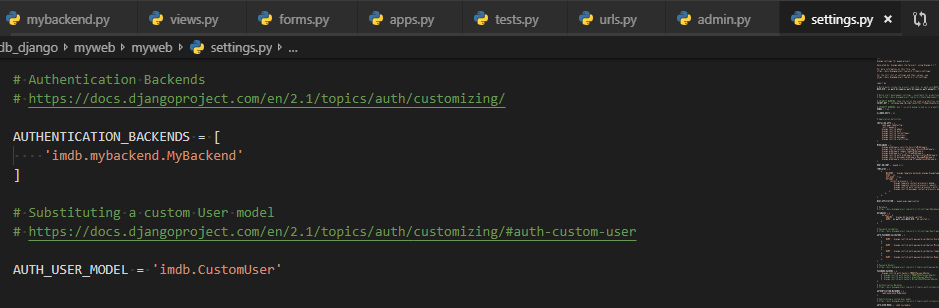 mybackend.py views.py forms.py apps.py tests.py urls.py admin.py settings.py ×
db_django › myweb › myweb › settings.py › ...
# Authentication Backends
# https://docs.djangoproject.com/en/2.1/topics/auth/customizing/
AUTHENTICATION_BACKENDS = [
    'imdb.mybackend.MyBackend'
]
# Substituting a custom User model
# https://docs.djangoproject.com/en/2.1/topics/auth/customizing/#auth-custom-user
AUTH_USER_MODEL = 'imdb.CustomUser'